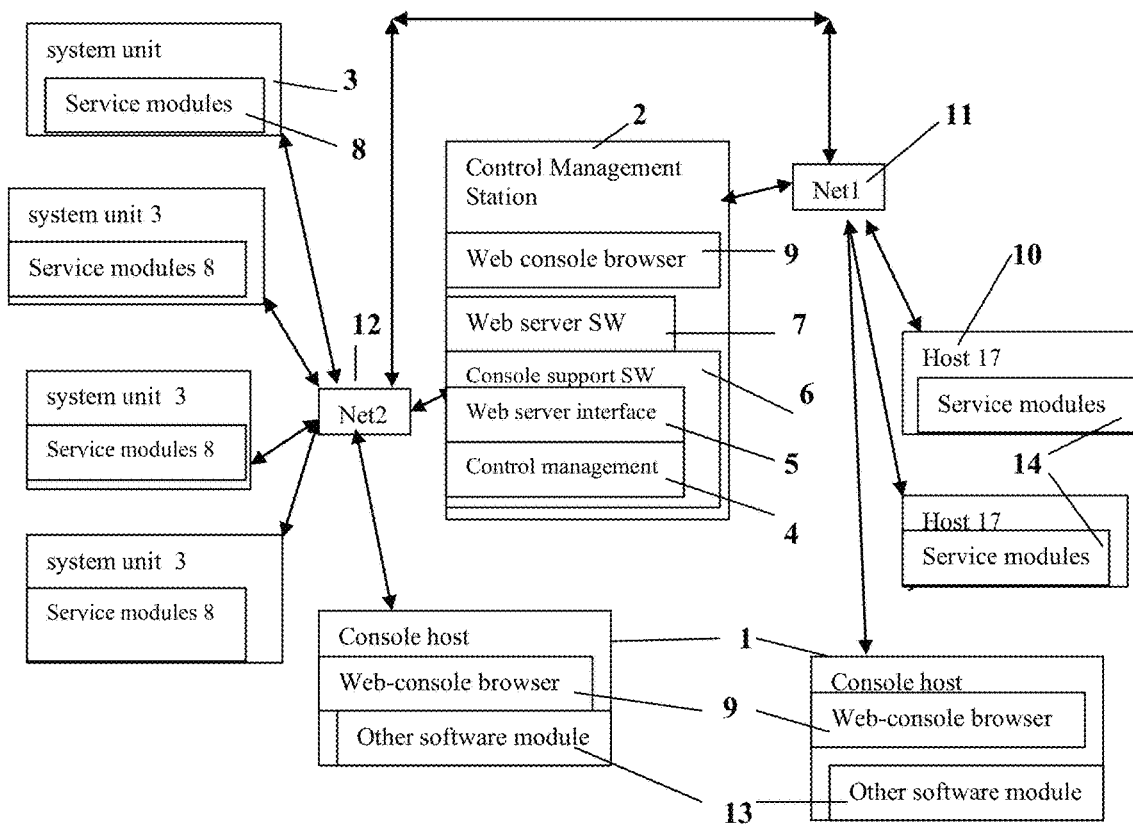 system unit
3
Service modules
8
system unit 3
Service modules 8
12
system unit 3
Service modules 8
Net2
system unit 3
Service modules 8
2
Control Management
Station
Web console browser
9
Web server SW
7
Console support SW
6
Web server interface
5
Control management
4
11
Net1
10
Host 17
Service modules
14
Host 17
Service modules
Console host
1
Web-console browser
9
Other software module
13
Console host
Web-console browser
Other software module